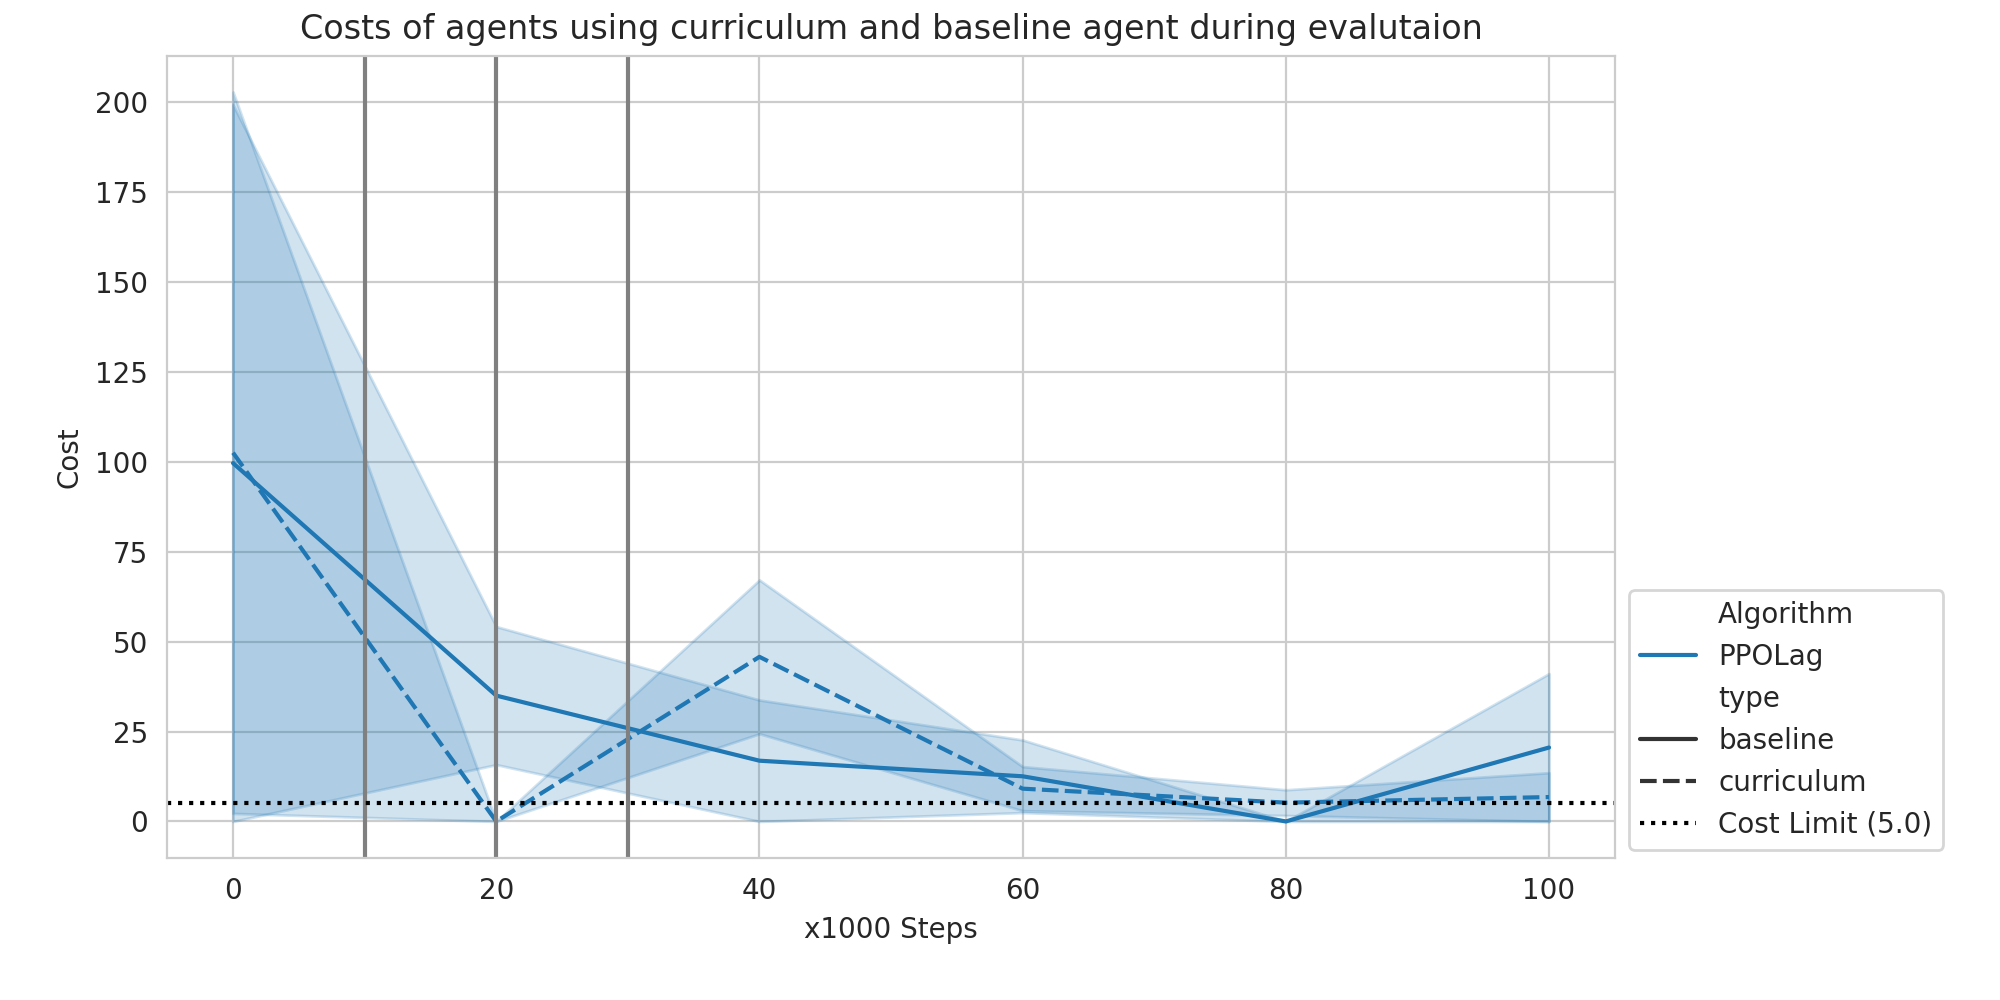 Costs of agents using curriculum and baseline agent during evalutaion
200
175
150
125
100
75
50
25
0
Cost
0 20 40 60 80 100
x1000 Steps
Algorithm
PPOLag
type
baseline
curriculum
Cost Limit (5.0)